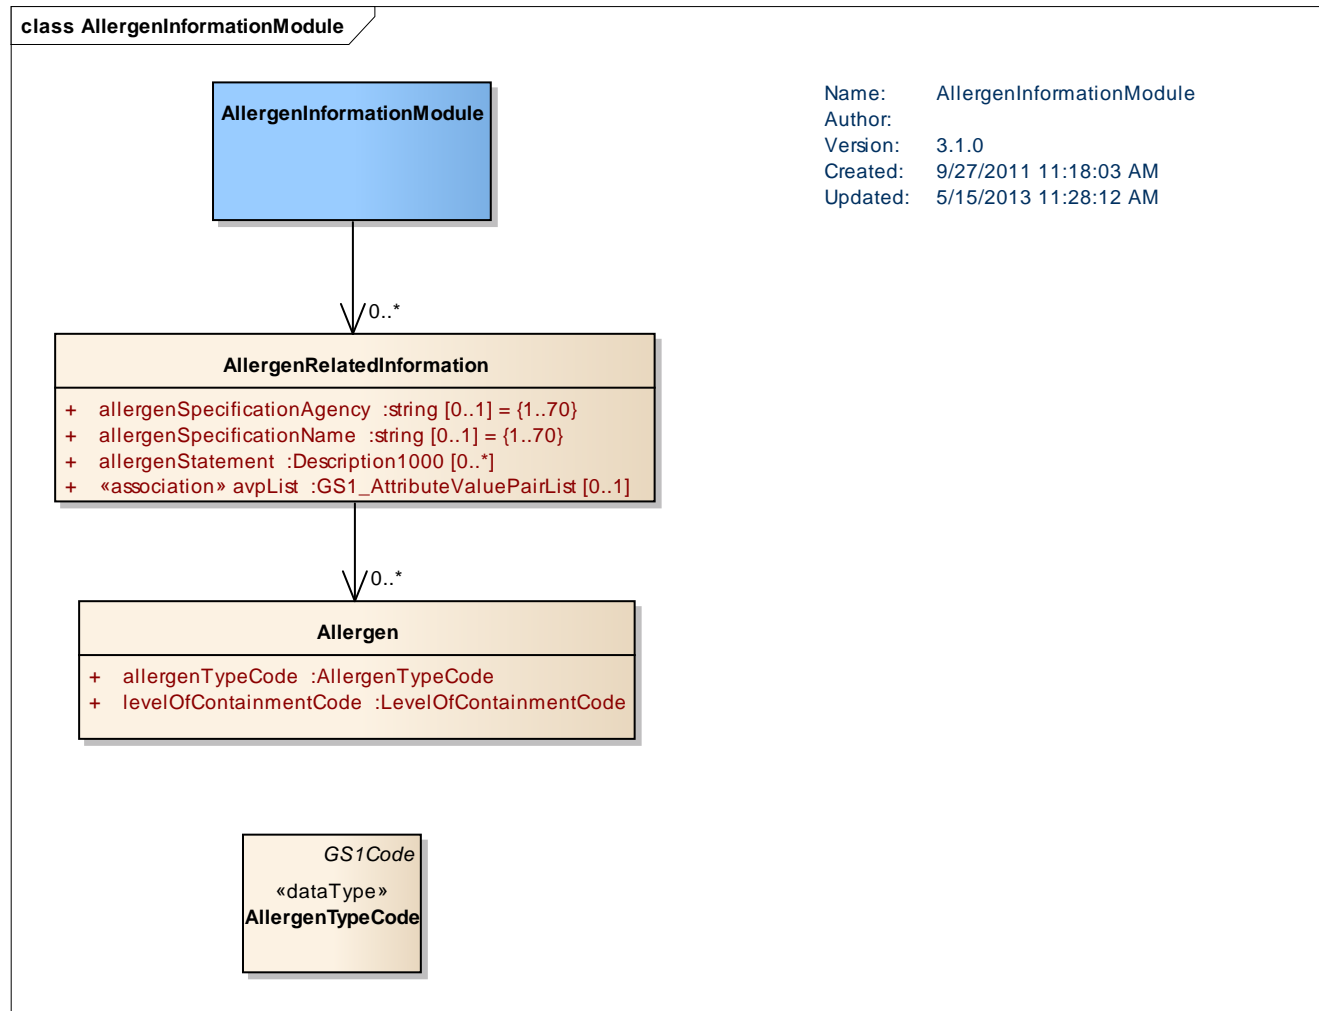 class AllergenInformationModule
AllergenInformationModule
Name: AllergenInformationModule
Author:
Version: 3.1.0
Created: 9/27/2011 11:18:03 AM
Updated: 5/15/2013 11:28:12 AM
0..*
AllergenRelatedInformation
+ allergenSpecificationAgency :string [0..1] = {1..70}
+ allergenSpecificationName :string [0..1] = {1..70}
+ allergenStatement :Description1000 [0..*]
+ «association» avpList :GS1_AttributeValuePairList [0..1]
0..*
Allergen
+ allergenTypeCode :AllergenTypeCode
+ levelOfContainmentCode :LevelOfContainmentCode
GS1Code
«dataType»
AllergenTypeCode